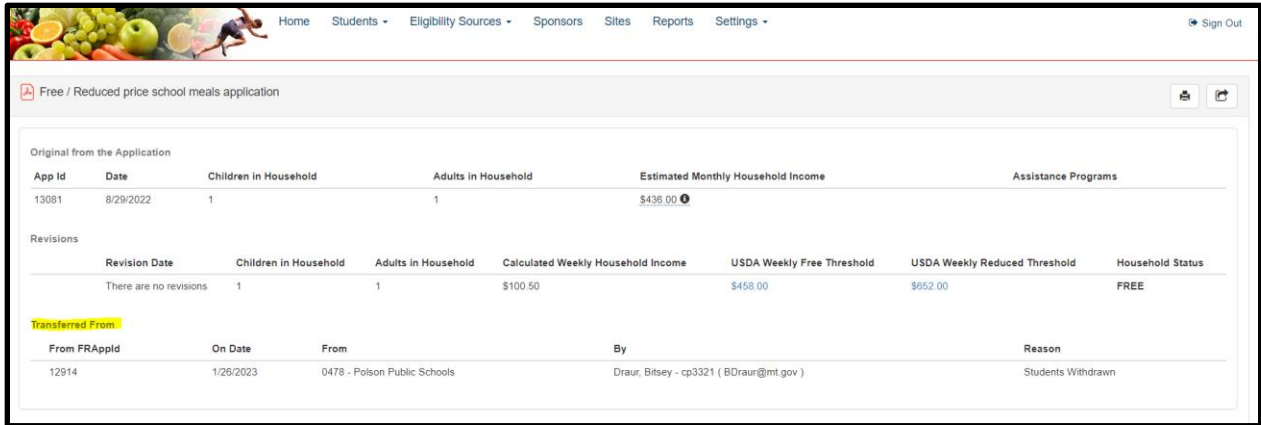 Home Students Eligibility Sources Sponsors Sites Reports Settings Sign Out
Free / Reduced price school meals application
Original from the Application
App Id Date Children in Household Adults in Household Estimated Monthly Household Income Assistance Programs
13081 8/29/2022 1 1 $436.00
Revisions
Revision Date Children in Household Adults in Household Calculated Weekly Household Income USDA Weekly Free Threshold USDA Weekly Reduced Threshold Household Status
There are no revisions 1 1 $100.50 $458.00 $652.00 FREE
Transferred From
From FRAppId On Date From By Reason
12914 1/26/2023 0478 - Polson Public Schools Draur, Bitsey - cp3321 ( BDraur@mt.gov ) Students Withdrawn